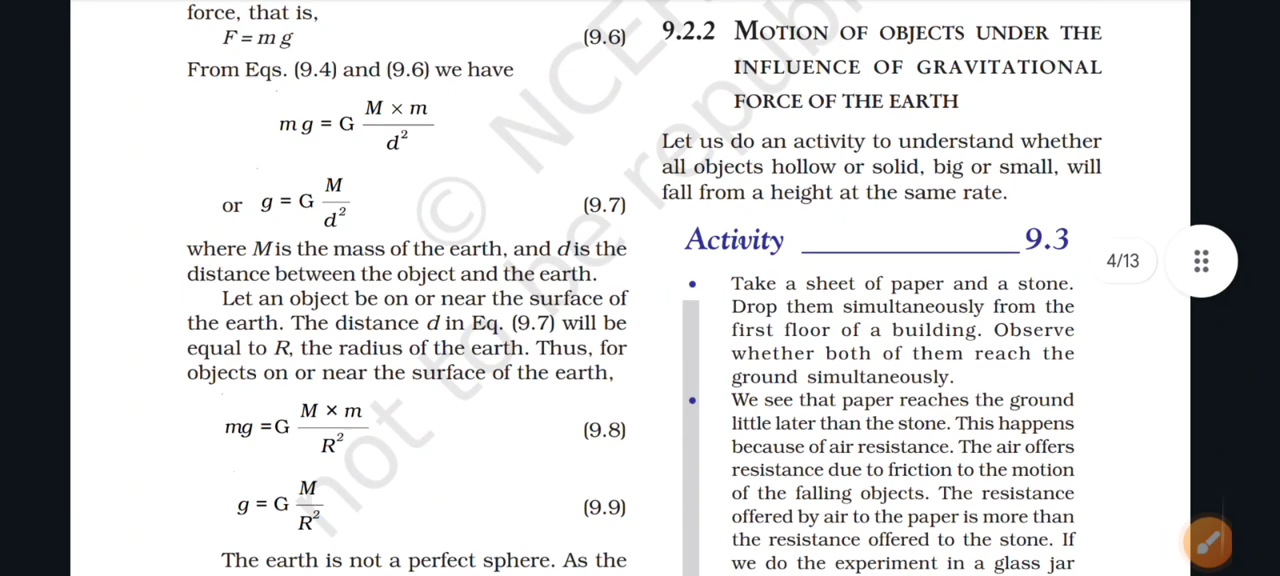 force, that is,
F = m g (9.6)
From Eqs. (9.4) and (9.6) we have
m g = G M × m / d²
or g = G M / d² (9.7)
where M is the mass of the earth, and d is the
distance between the object and the earth.
Let an object be on or near the surface of
the earth. The distance d in Eq. (9.7) will be
equal to R, the radius of the earth. Thus, for
objects on or near the surface of the earth,
mg = G M × m / R² (9.8)
g = G M / R² (9.9)
The earth is not a perfect sphere. As the
9.2.2 MOTION OF OBJECTS UNDER THE
INFLUENCE OF GRAVITATIONAL
FORCE OF THE EARTH
Let us do an activity to understand whether
all objects hollow or solid, big or small, will
fall from a height at the same rate.
Activity 9.3
• Take a sheet of paper and a stone.
Drop them simultaneously from the
first floor of a building. Observe
whether both of them reach the
ground simultaneously.
• We see that paper reaches the ground
little later than the stone. This happens
because of air resistance. The air offers
resistance due to friction to the motion
of the falling objects. The resistance
offered by air to the paper is more than
the resistance offered to the stone. If
we do the experiment in a glass jar
4/13
© NCE
not to be republi